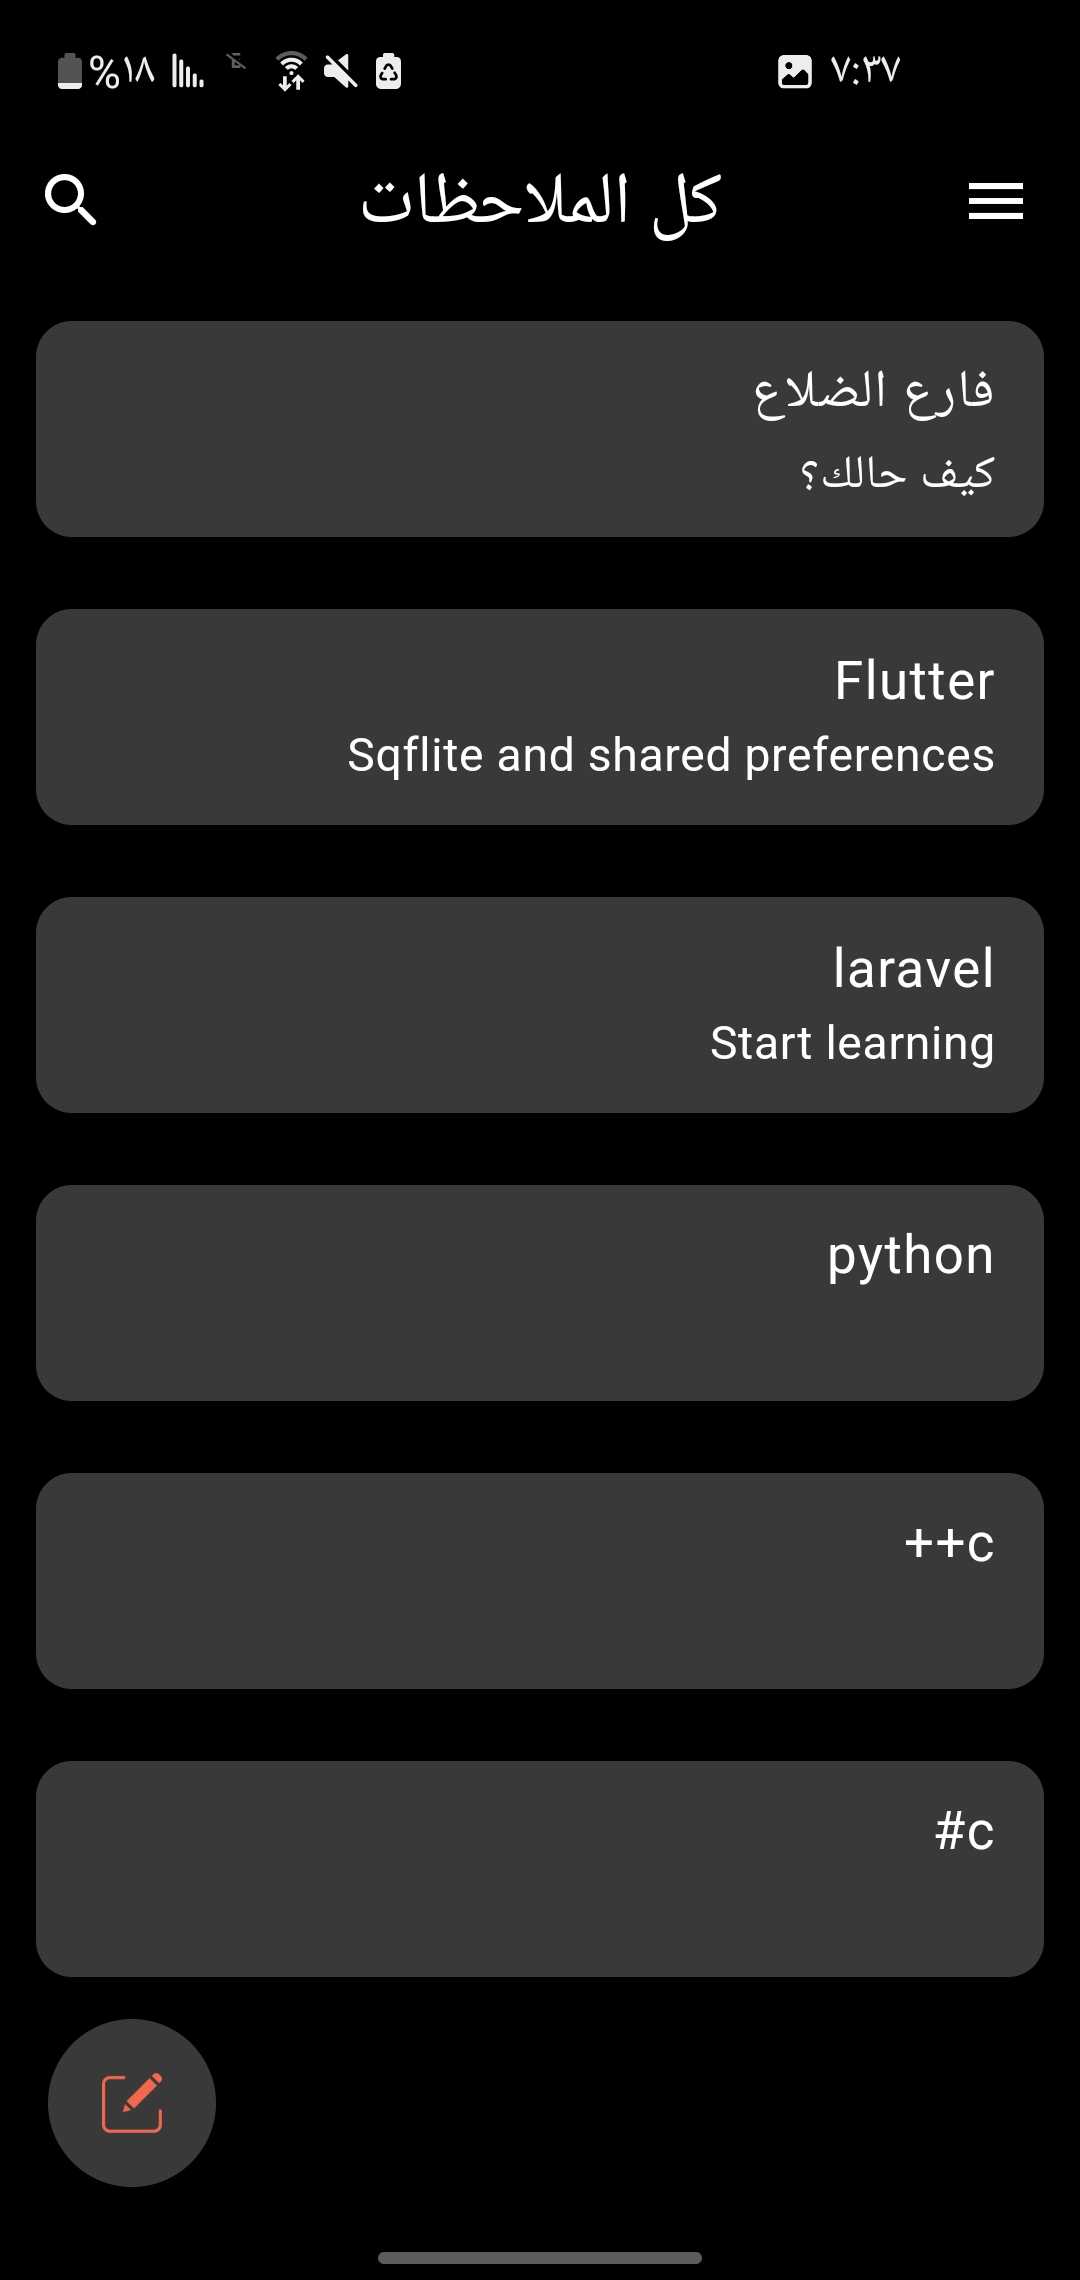 ٧:٣٧
%١٨
كل الملاحظات
فارع الضلاع
كيف حالك؟
Flutter
Sqflite and shared preferences
laravel
Start learning
python
++c
#c